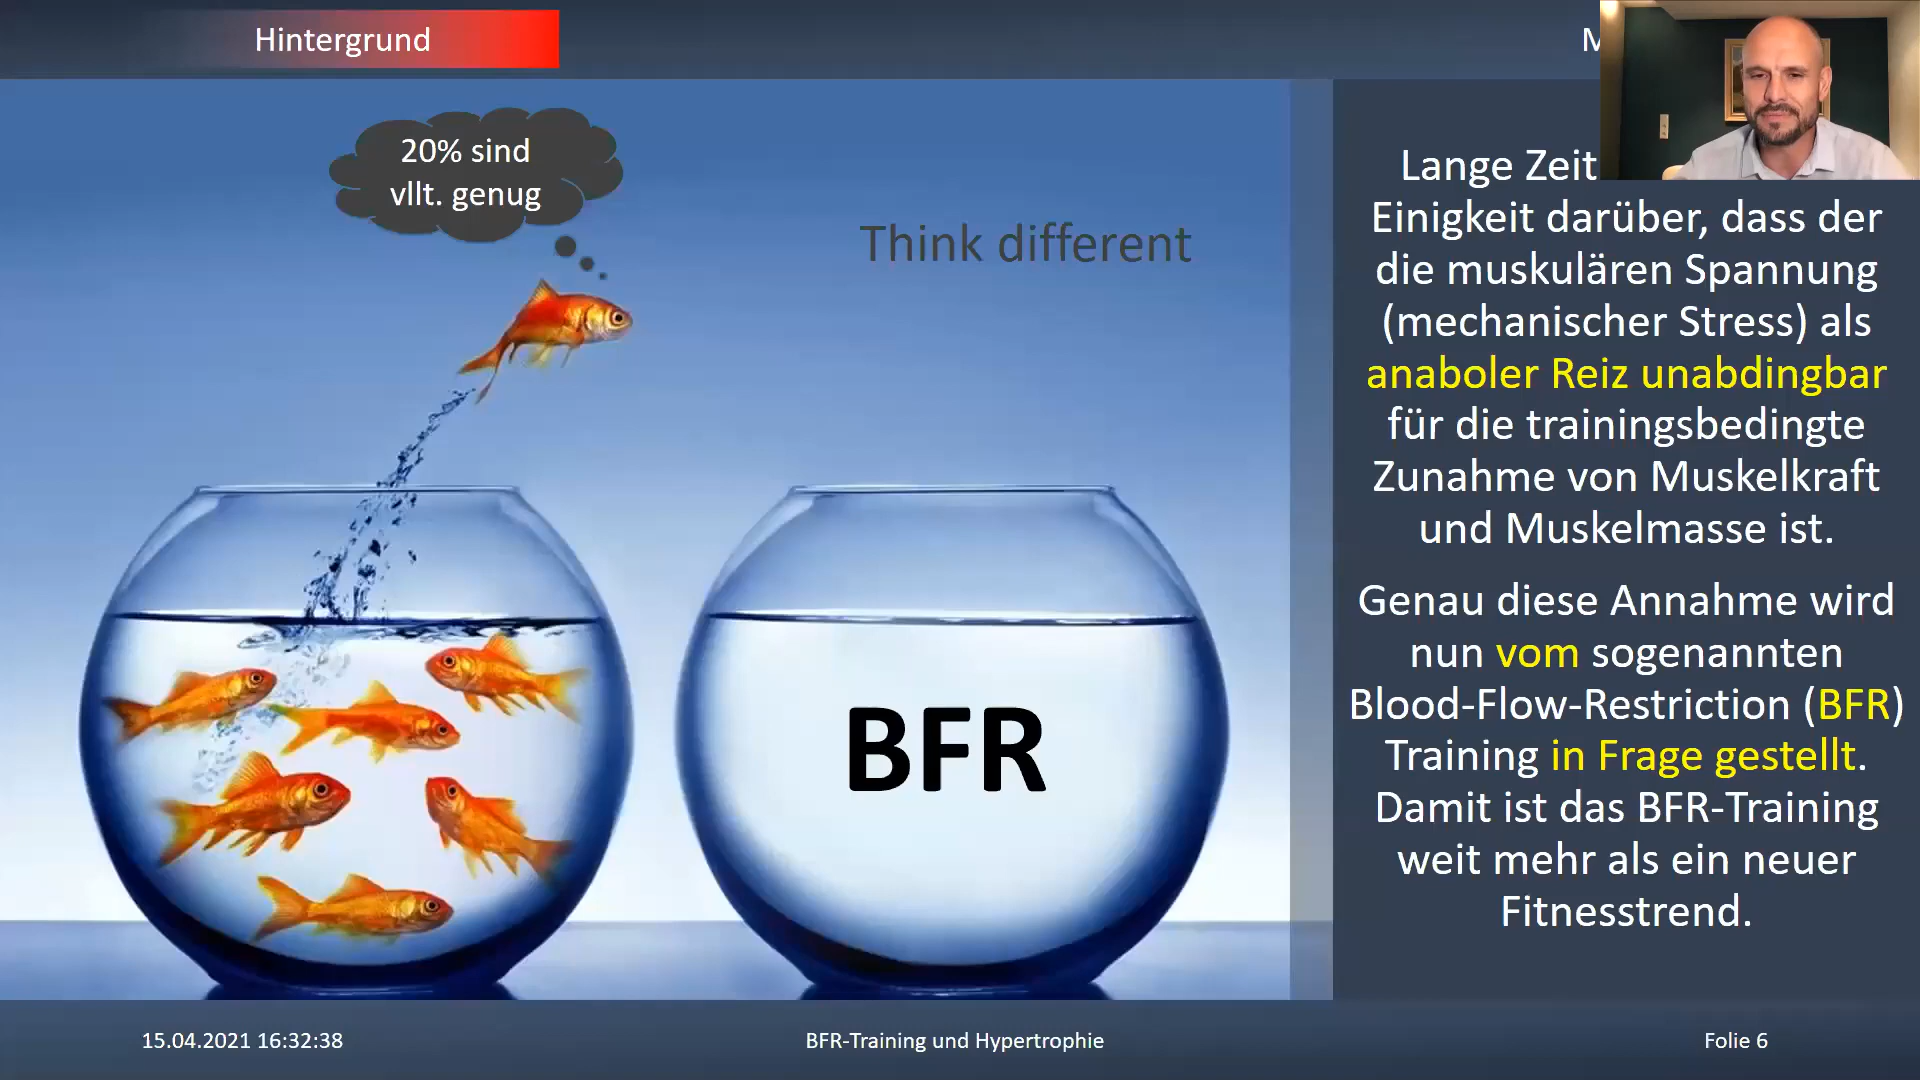 Hintergrund
20% sind
vllt. genug
Think different
BFR
Lange Zeit
Einigkeit darüber, dass der
die muskulären Spannung
(mechanischer Stress) als
anaboler Reiz unabdingbar
für die trainingsbedingte
Zunahme von Muskelkraft
und Muskelmasse ist.
Genau diese Annahme wird
nun vom sogenannten
Blood-Flow-Restriction (BFR)
Training in Frage gestellt.
Damit ist das BFR-Training
weit mehr als ein neuer
Fitnesstrend.
15.04.2021 16:32:38
BFR-Training und Hypertrophie
Folie 6